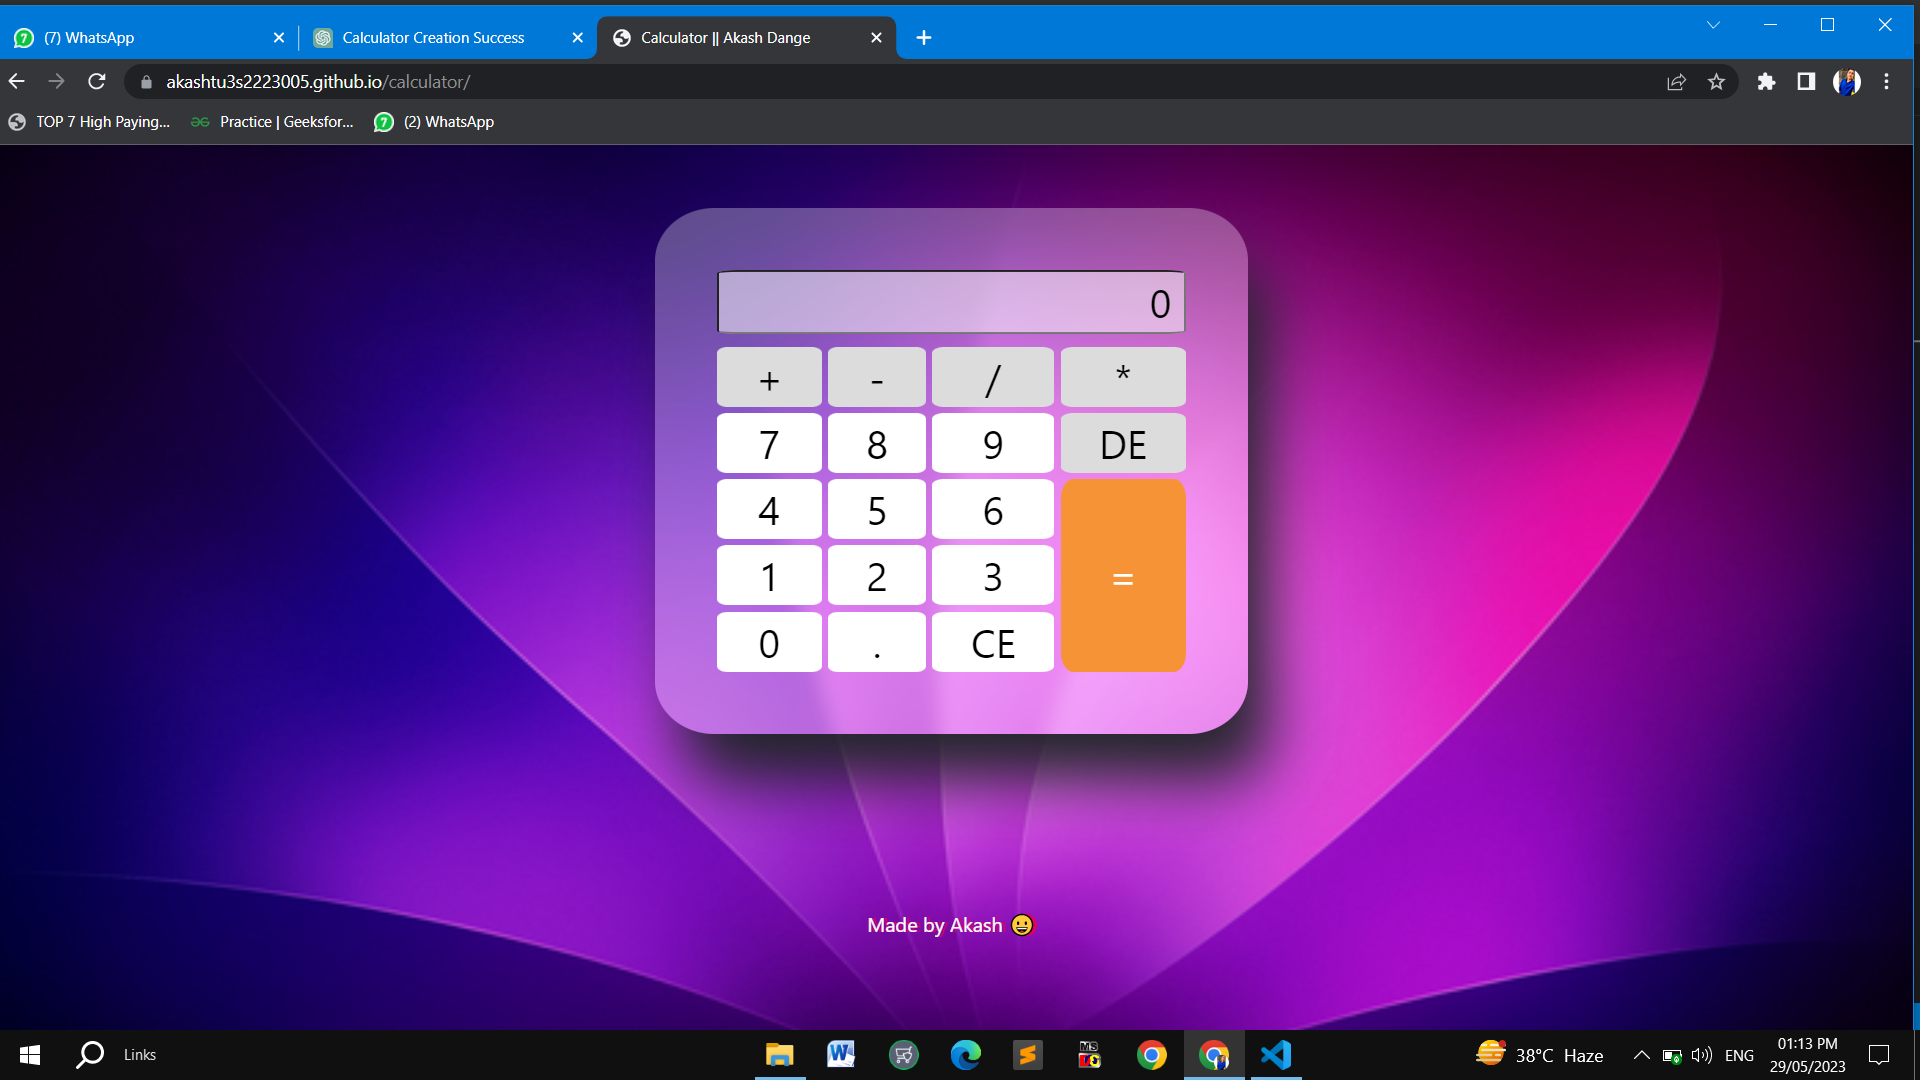 (7) WhatsApp
Calculator Creation Success
Calculator || Akash Dange
akashtu3s2223005.github.io/calculator/
TOP 7 High Paying...
Practice | Geeksfor...
(2) WhatsApp
0
+ - / *
7 8 9 DE
4 5 6
1 2 3 =
0 . CE
Made by Akash 😀
Links
38°C Haze
ENG
01:13 PM
29/05/2023